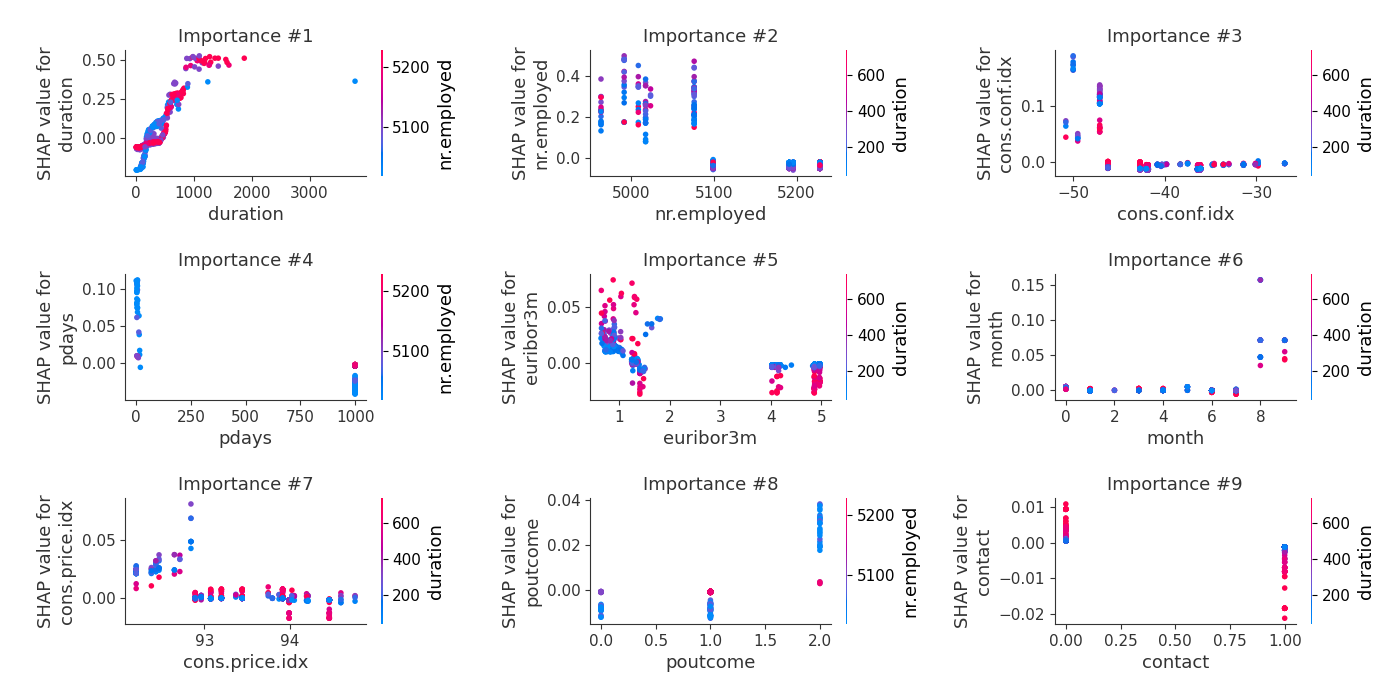 Importance #1
SHAP value for
duration
0.50
0.25
0.00
0
1000
2000
3000
duration
5200
5100
nr.employed
Importance #2
SHAP value for
nr.employed
0.4
0.2
0.0
5000
5100
5200
nr.employed
600
400
200
duration
Importance #3
SHAP value for
cons.conf.idx
0.1
0.0
−50
−40
−30
cons.conf.idx
600
400
200
duration
Importance #4
SHAP value for
pdays
0.10
0.05
0.00
0
250
500
750
1000
pdays
5200
5100
nr.employed
Importance #5
SHAP value for
euribor3m
0.05
0.00
1
2
3
4
5
euribor3m
600
400
200
duration
Importance #6
SHAP value for
month
0.15
0.10
0.05
0.00
0
2
4
6
8
month
600
400
200
duration
Importance #7
SHAP value for
cons.price.idx
0.05
0.00
93
94
cons.price.idx
600
400
200
duration
Importance #8
SHAP value for
poutcome
0.04
0.02
0.00
0.0
0.5
1.0
1.5
2.0
poutcome
5200
5100
nr.employed
Importance #9
SHAP value for
contact
0.01
0.00
−0.01
−0.02
0.00
0.25
0.50
0.75
1.00
contact
600
400
200
duration